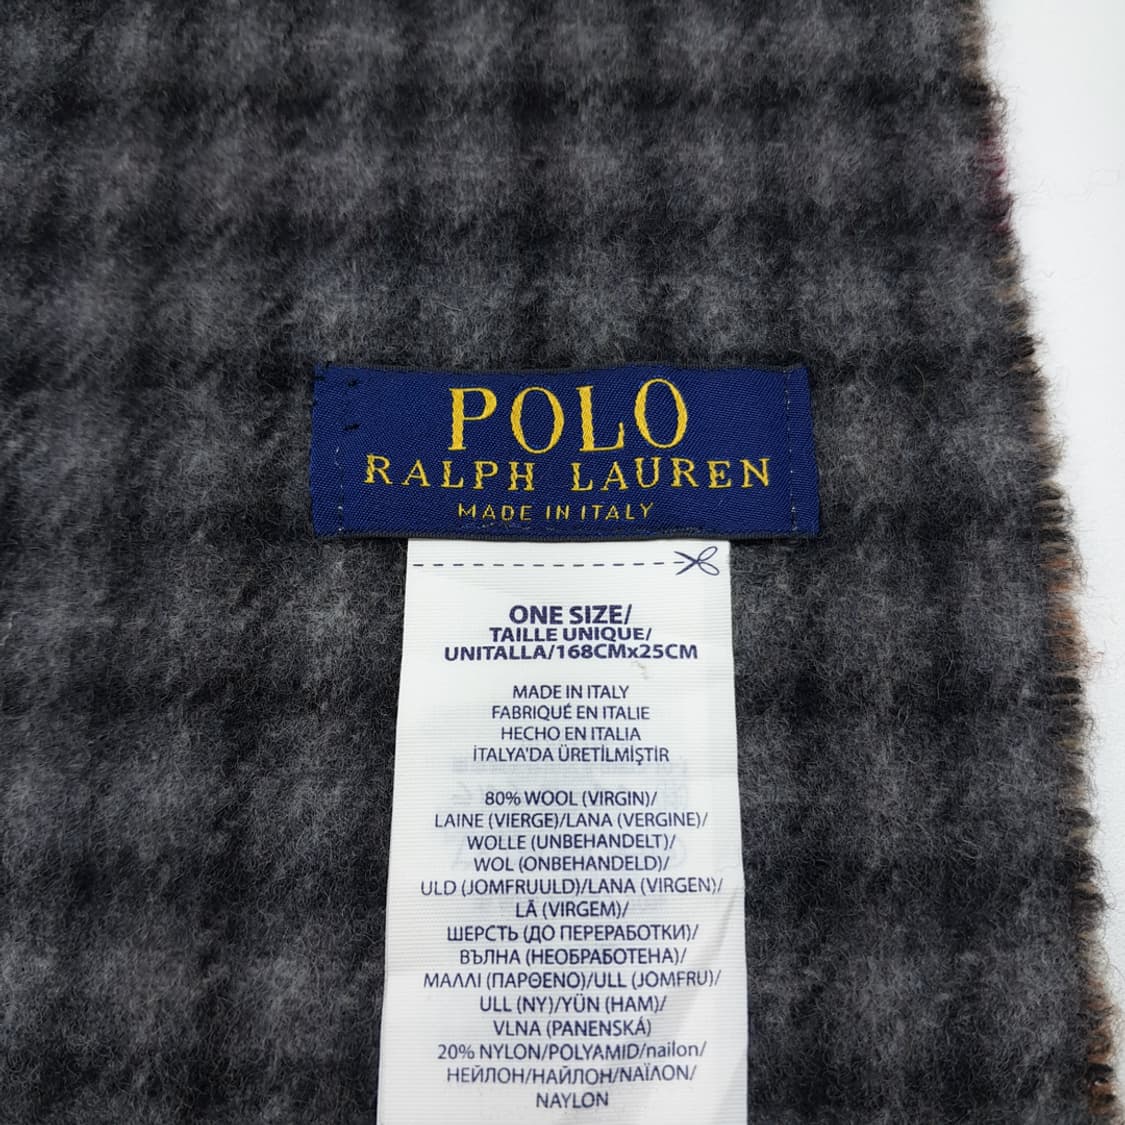 POLO
RALPH LAUREN
MADE IN ITALY
ONE SIZE/
TAILLE UNIQUE/
UNITALLA/168CMx25CM
MADE IN ITALY
FABRIQUÉ EN ITALIE
HECHO EN ITALIA
İTALYA'DA ÜRETİLMİŞTİR
80% WOOL (VIRGIN)/
LAINE (VIERGE)/LANA (VERGINE)/
WOLLE (UNBEHANDELT)/
WOL (ONBEHANDELD)/
ULD (JOMFRUULD)/LANA (VIRGEN)/
LÃ (VIRGEM)/
ШЕРСТЬ (ДО ПЕРЕРАБОТКИ)/
ВЪЛНА (НЕОБРАБОТЕНА)/
ΜΑΛΛΙ (ΠΑΡΘΕΝΟ)/ULL (JOMFRU)/
ULL (NY)/YÜN (HAM)/
VLNA (PANENSKÁ)
20% NYLON/POLYAMID/nailon/
НЕЙЛОН/НАЙЛОН/ΝΑΪΛΟΝ/
NAYLON